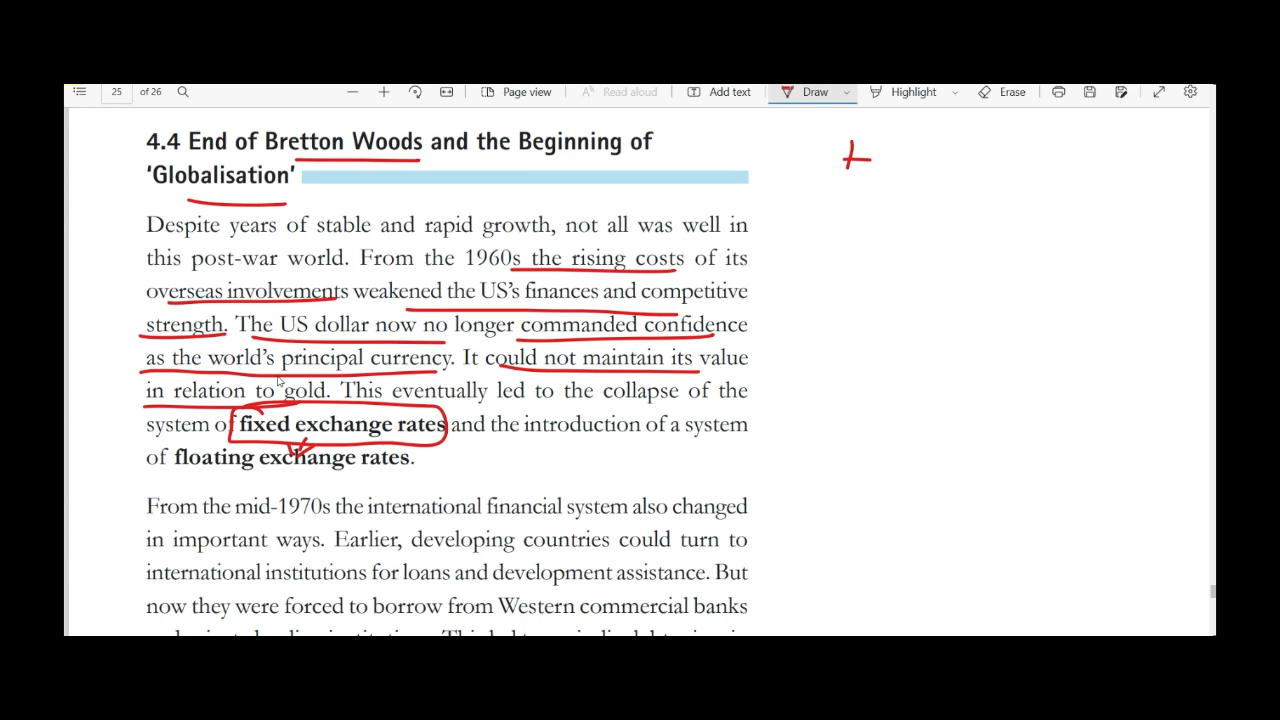 25 of 26 Page view Read aloud Add text Draw Highlight Erase
4.4 End of Bretton Woods and the Beginning of
‘Globalisation’
Despite years of stable and rapid growth, not all was well in
this post-war world. From the 1960s the rising costs of its
overseas involvements weakened the US’s finances and competitive
strength. The US dollar now no longer commanded confidence
as the world’s principal currency. It could not maintain its value
in relation to gold. This eventually led to the collapse of the
system of fixed exchange rates and the introduction of a system
of floating exchange rates.
From the mid-1970s the international financial system also changed
in important ways. Earlier, developing countries could turn to
international institutions for loans and development assistance. But
now they were forced to borrow from Western commercial banks